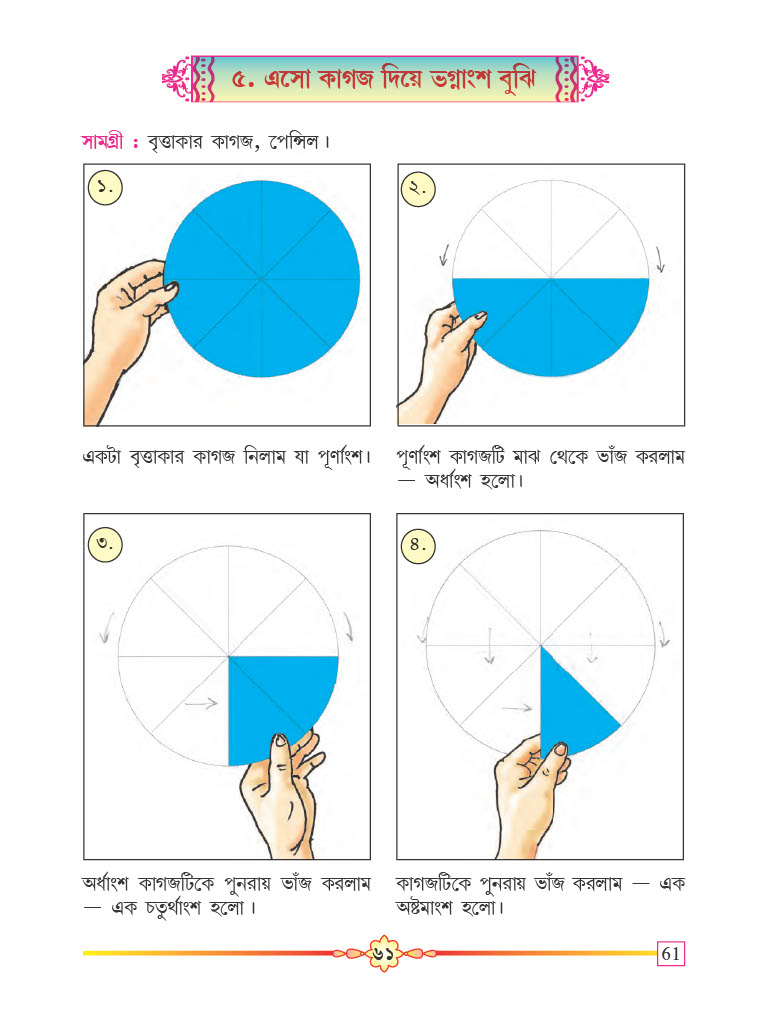 ৫. এসো কাগজ দিয়ে ভগ্নাংশ বুঝি
সামগ্রী : বৃত্তাকার কাগজ, পেন্সিল।
১.
২.
একটা বৃত্তাকার কাগজ নিলাম যা পূর্ণাংশ।
পূর্ণাংশ কাগজটি মাঝ থেকে ভাঁজ করলাম
— অর্ধাংশ হলো।
৩.
৪.
অর্ধাংশ কাগজটিকে পুনরায় ভাঁজ করলাম
— এক চতুর্থাংশ হলো।
কাগজটিকে পুনরায় ভাঁজ করলাম — এক
অষ্টমাংশ হলো।
৬১
61